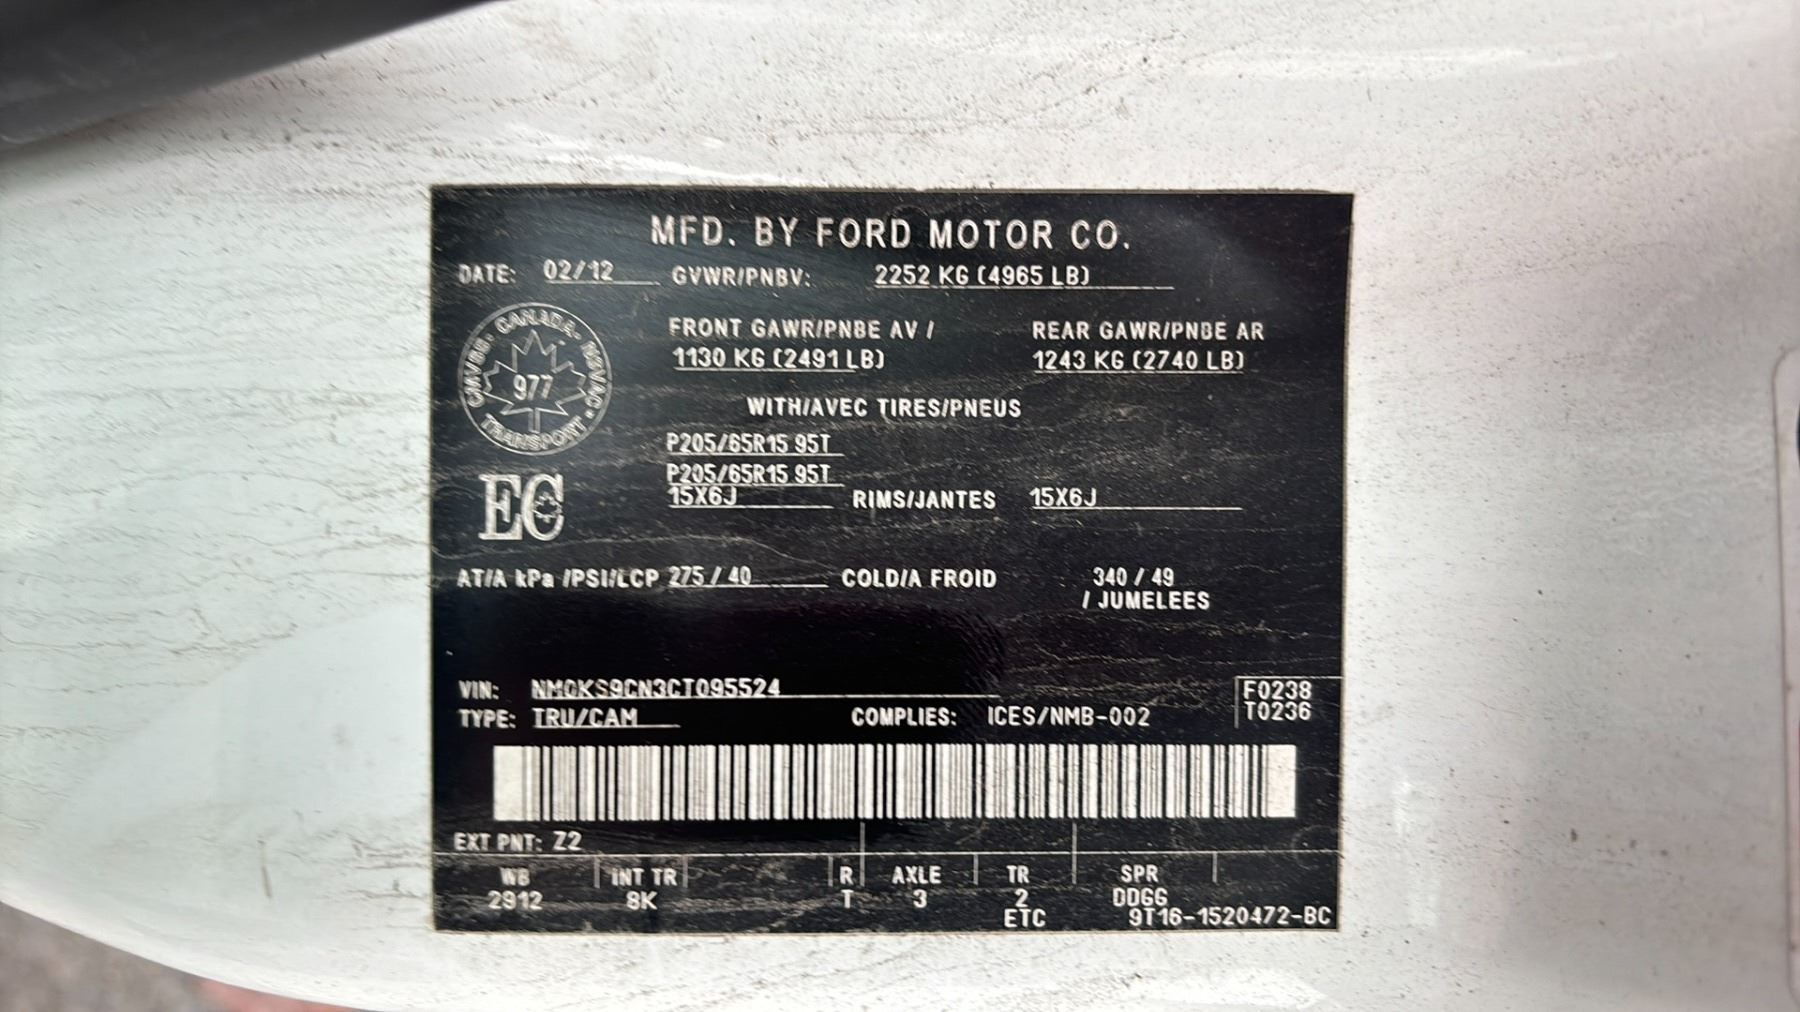 MFD. BY FORD MOTOR CO.
DATE: 02/12 GVWR/PNBV: 2252 KG (4965 LB)
CMVSS. CANADA. NSVAC. TRANSPORT
977
FRONT GAWR/PNBE AV / REAR GAWR/PNBE AR
1130 KG (2491 LB) 1243 KG (2740 LB)
WITH/AVEC TIRES/PNEUS
P205/65R15 95T
P205/65R15 95T
15X6J RIMS/JANTES 15X6J
EC
AT/A kPa /PSI/LCP 275 / 40 COLD/A FROID 340 / 49
/ JUMELEES
VIN: NM0KS9CN3CT095524 F0238
TYPE: TRU/CAM COMPLIES: ICES/NMB-002 T0236
EXT PNT: Z2
WB INT TR R AXLE TR SPR
2912 8K T 3 2 DDGG
ETC 9T16-1520472-BC